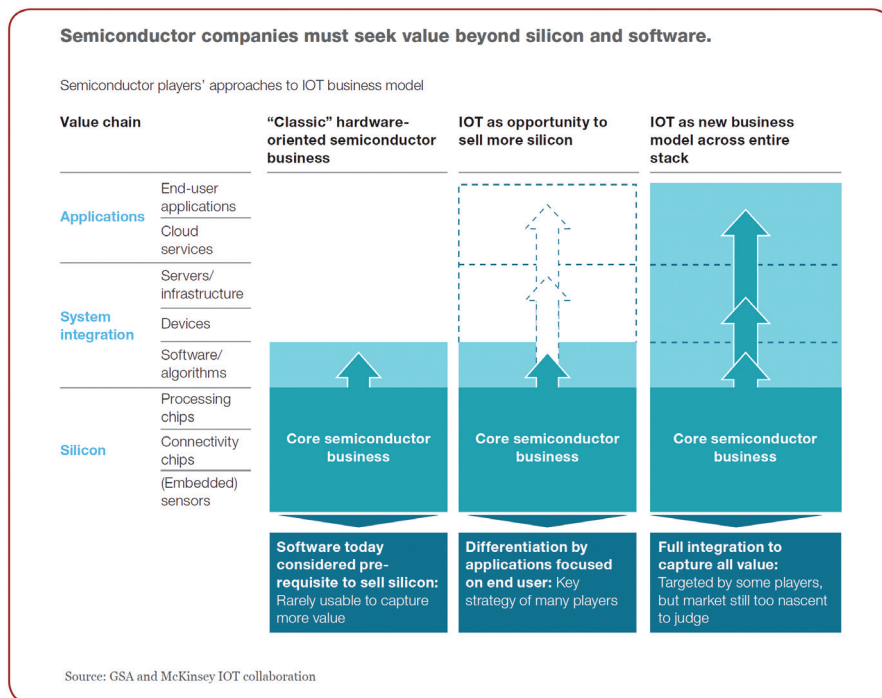 Semiconductor companies must seek value beyond silicon and software.
Semiconductor players’ approaches to IOT business model
Value chain
“Classic” hardware-
oriented semiconductor
business
IOT as opportunity to
sell more silicon
IOT as new business
model across entire
stack
Applications
End-user
applications
Cloud
services
System
integration
Servers/
infrastructure
Devices
Software/
algorithms
Silicon
Processing
chips
Connectivity
chips
(Embedded)
sensors
Core semiconductor
business
Core semiconductor
business
Core semiconductor
business
Software today
considered pre-
requisite to sell silicon:
Rarely usable to capture
more value
Differentiation by
applications focused
on end user: Key
strategy of many players
Full integration to
capture all value:
Targeted by some players,
but market still too nascent
to judge
Source: GSA and McKinsey IOT collaboration